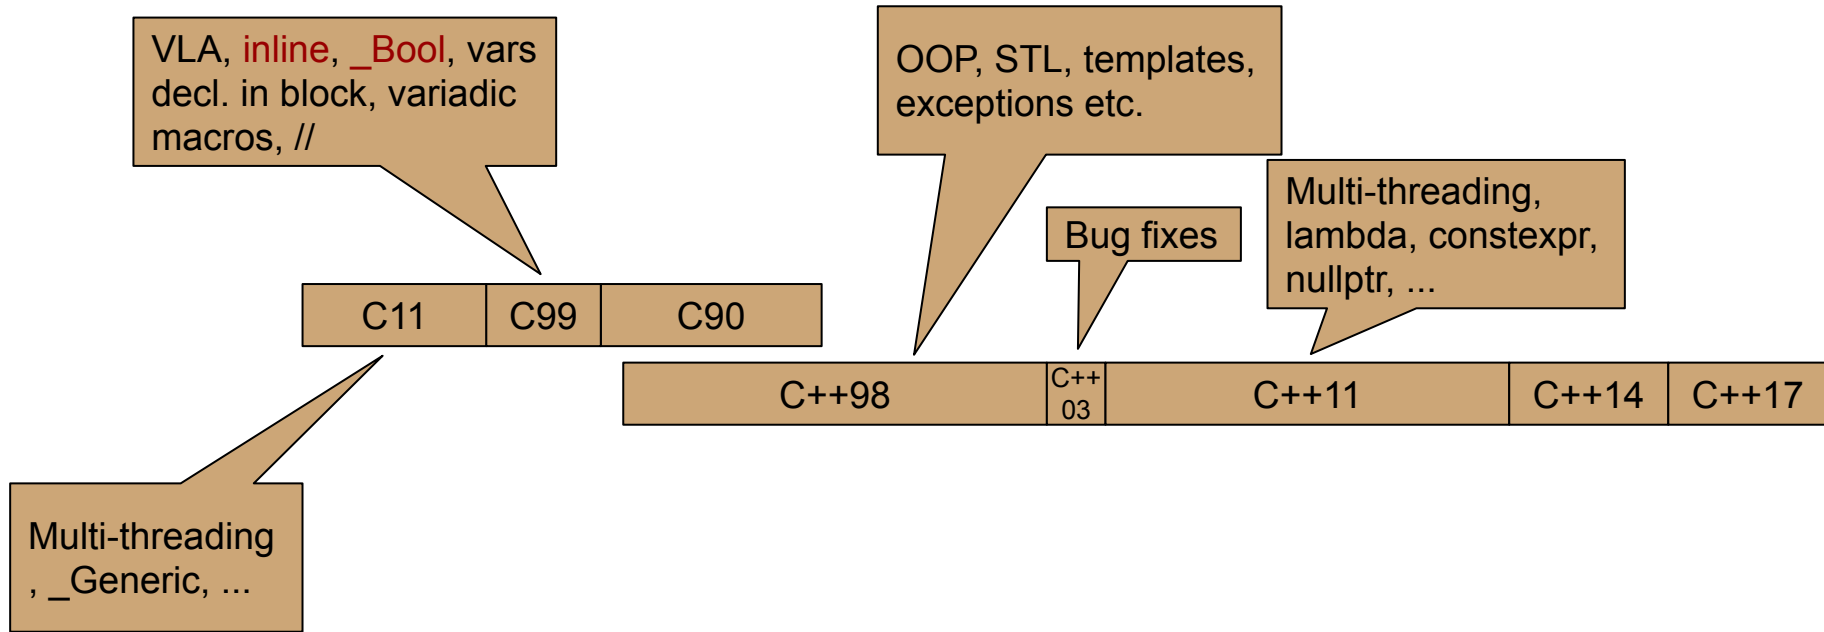 VLA, inline, _Bool, vars
decl. in block, variadic
macros, //
OOP, STL, templates,
exceptions etc.
Multi-threading,
lambda, constexpr,
nullptr, ...
Bug fixes
C11 C99 C90
C++98
C++
03
C++11 C++14 C++17
Multi-threading
, _Generic, ...